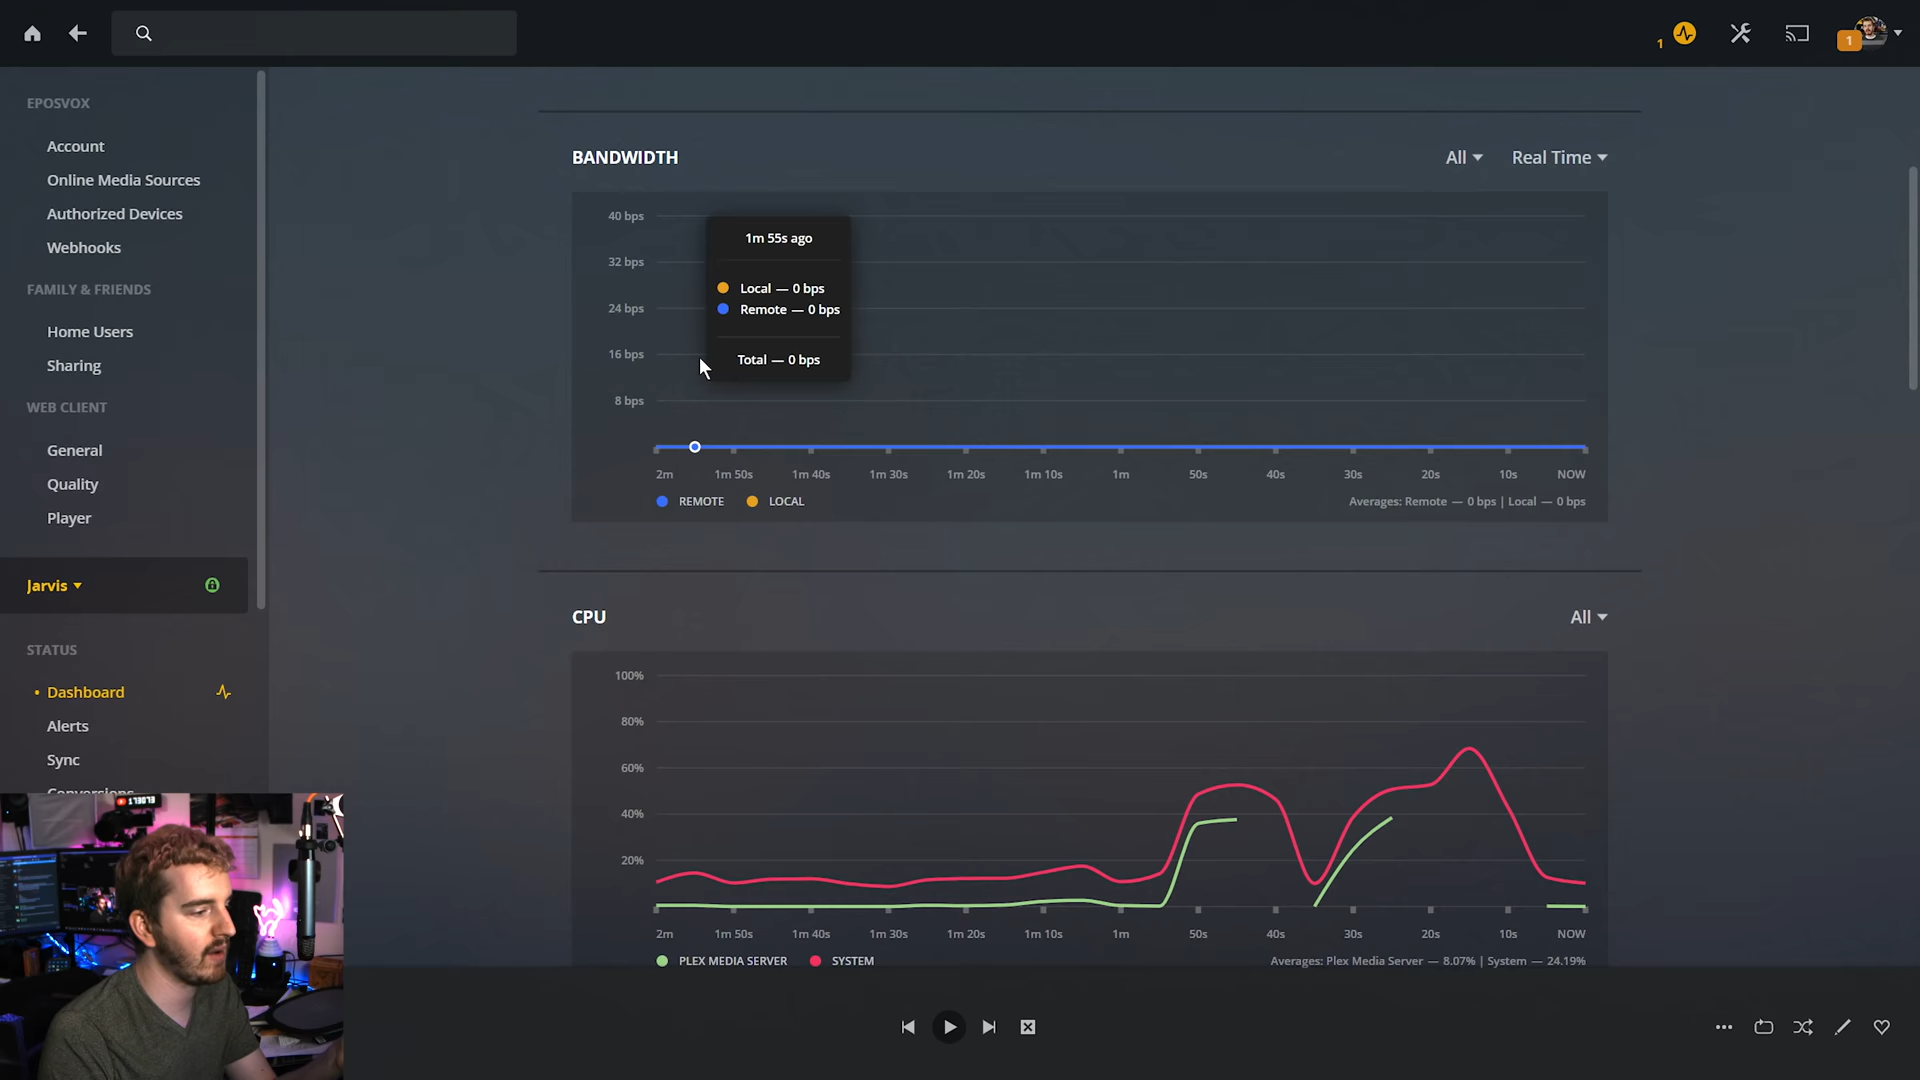 1
1
EPOSVOX
Account
Online Media Sources
Authorized Devices
Webhooks
FAMILY & FRIENDS
Home Users
Sharing
WEB CLIENT
General
Quality
Player
Jarvis
STATUS
Dashboard
Alerts
Sync
Conversions
BANDWIDTH
All
Real Time
40 bps
32 bps
24 bps
16 bps
8 bps
1m 55s ago
Local — 0 bps
Remote — 0 bps
Total — 0 bps
2m 1m 50s 1m 40s 1m 30s 1m 20s 1m 10s 1m 50s 40s 30s 20s 10s NOW
REMOTE LOCAL
Averages: Remote — 0 bps | Local — 0 bps
CPU
All
100%
80%
60%
40%
20%
2m 1m 50s 1m 40s 1m 30s 1m 20s 1m 10s 1m 50s 40s 30s 20s 10s NOW
PLEX MEDIA SERVER SYSTEM
Averages: Plex Media Server — 8.07% | System — 24.19%